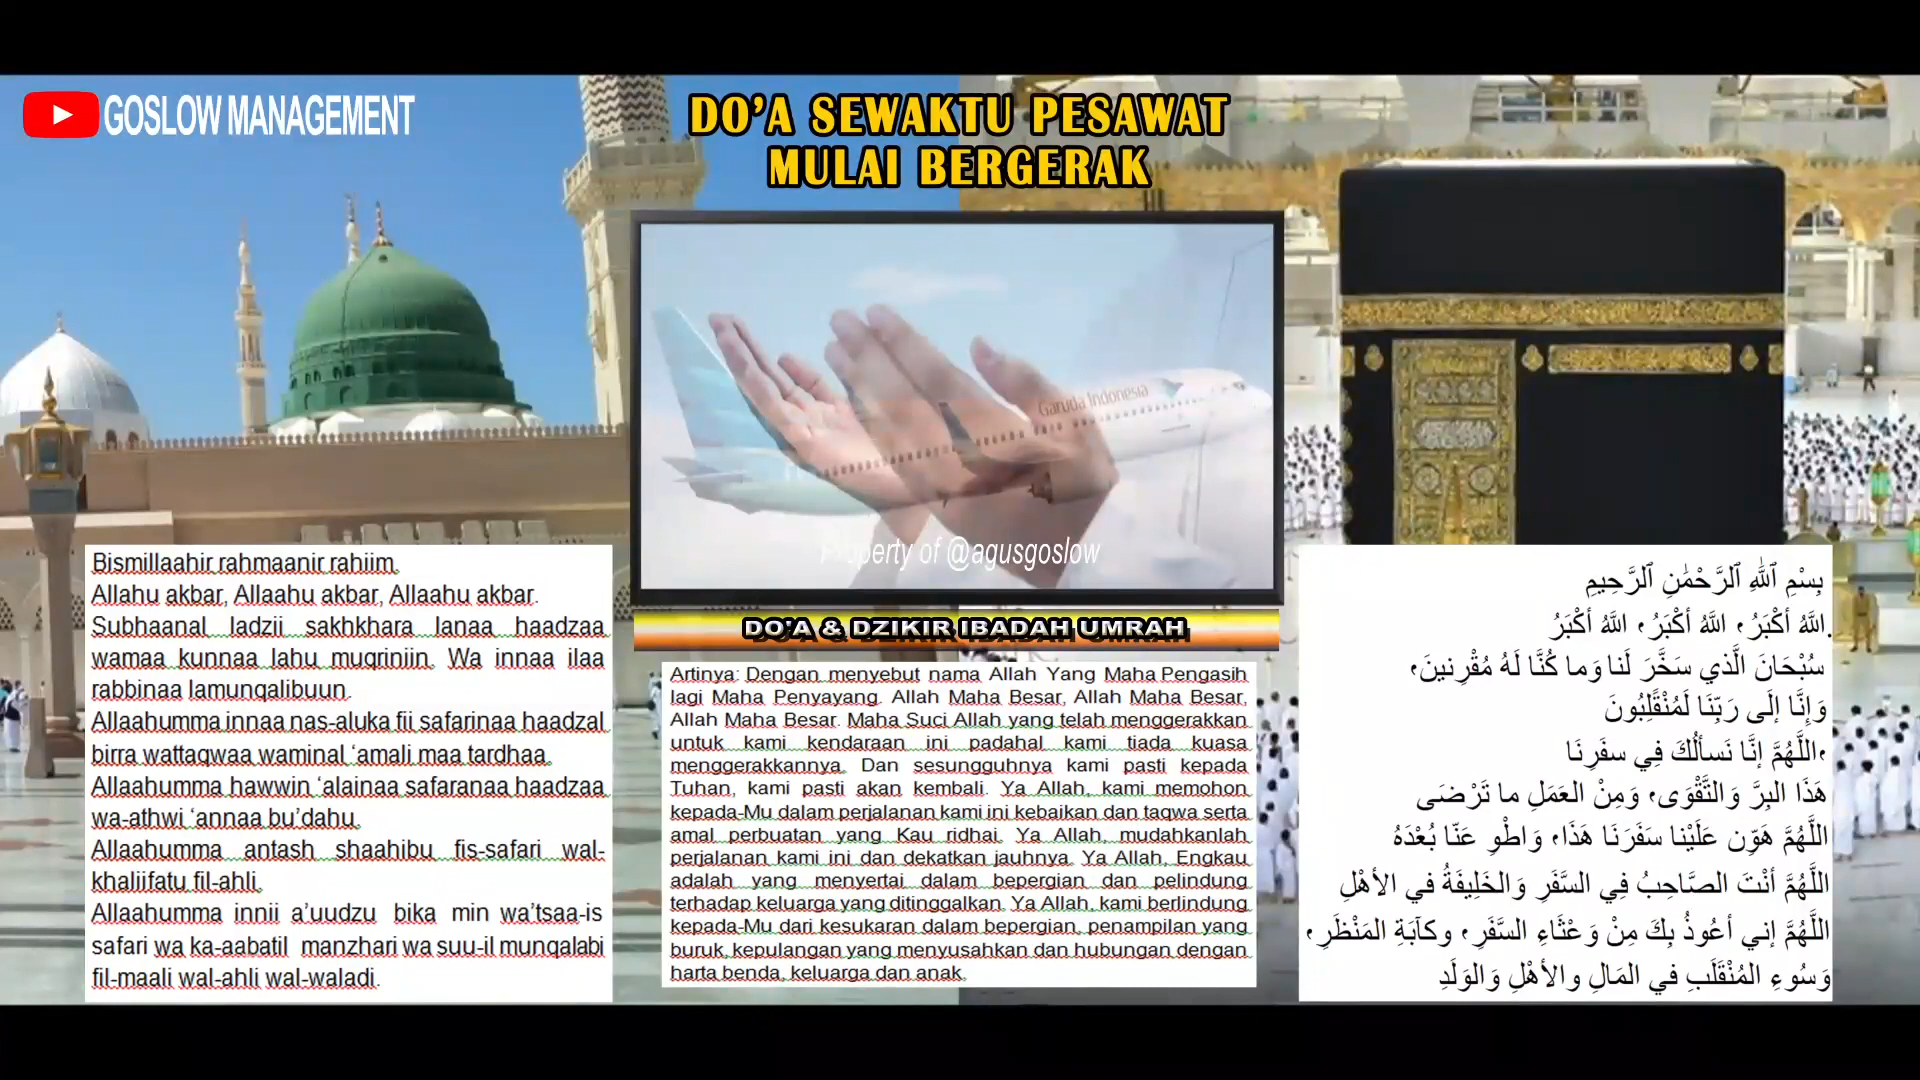 GOSLOW MANAGEMENT
DO'A SEWAKTU PESAWAT
MULAI BERGERAK
Garuda Indonesia
Property of @agusgoslow
DO'A & DZIKIR IBADAH UMRAH
Bismillaahir rahmaanir rahiim.
Allahu akbar, Allaahu akbar, Allaahu akbar.
Subhaanal ladzii sakhkhara lanaa haadzaa
wamaa kunnaa lahu muqriniin. Wa innaa ilaa
rabbinaa lamunqalibuun.
Allaahumma innaa nas-aluka fii safarinaa haadzal
birra wattaqwaa waminal 'amali maa tardhaa.
Allaahumma hawwin 'alainaa safaranaa haadzaa
wa-athwi 'annaa bu'dahu.
Allaahumma antash shaahibu fis-safari wal-
khaliifatu fil-ahli.
Allaahumma innii a'uudzu bika min wa'tsaa-is
safari wa ka-aabatil manzhari wa suu-il munqalabi
fil-maali wal-ahli wal-waladi.
Artinya: Dengan menyebut nama Allah Yang Maha Pengasih
lagi Maha Penyayang. Allah Maha Besar, Allah Maha Besar,
Allah Maha Besar. Maha Suci Allah yang telah menggerakkan
untuk kami kendaraan ini padahal kami tiada kuasa
menggerakkannya. Dan sesungguhnya kami pasti kepada
Tuhan, kami pasti akan kembali. Ya Allah, kami memohon
kepada-Mu dalam perjalanan kami ini kebaikan dan taqwa serta
amal perbuatan yang Kau ridhai. Ya Allah, mudahkanlah
perjalanan kami ini dan dekatkan jauhnya. Ya Allah, Engkau
adalah yang menyertai dalam bepergian dan pelindung
terhadap keluarga yang ditinggalkan. Ya Allah, kami berlindung
kepada-Mu dari kesukaran dalam bepergian, penampilan yang
buruk, kepulangan yang menyusahkan dan hubungan dengan
harta benda, keluarga dan anak.
بِسْمِ ٱللَّهِ ٱلرَّحْمَٰنِ ٱلرَّحِيمِ
اللَّهُ أكْبَرُ، اللَّهُ أكْبَرُ، اللَّهُ أكْبَرُ.
سُبْحَانَ الَّذي سَخَّرَ لَنا وَما كُنَّا لَهُ مُقْرِنينَ،
وَإِنَّا إلَى رَبِّنَا لَمُنْقَلِبُونَ
،اللَّهُمَّ إنَّا نَسألُكَ فِي سفَرِنَا
هَذَا البِرَّ وَالتَّقْوَى، وَمِنْ العَمَلِ ما تَرْضَى
اللَّهُمَّ هَوِّن عَلَيْنا سَفَرَنَا هَذَا، وَاطْوِ عَنّا بُعْدَهُ
اللَّهُمَّ أنْتَ الصَّاحِبُ فِي السَّفَرِ وَالخَلِيفَةُ في الأهْلِ
اللَّهُمَّ إني أعُوذُ بِكَ مِنْ وَعْثَاءِ السَّفَرِ، وكآبَةِ المَنْظَرِ،
وَسُوءِ المُنْقَلَبِ في المَالِ والأهْلِ وَالوَلَدِ